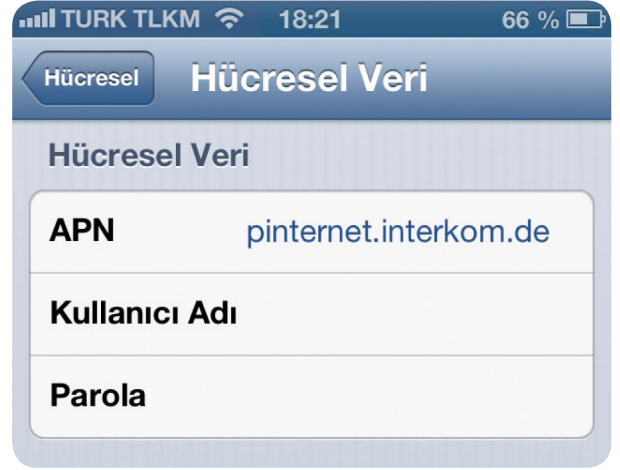 TURK TLKM 18:21 66 %
Hücresel Hücresel Veri
Hücresel Veri
APN pinternet.interkom.de
Kullanıcı Adı
Parola